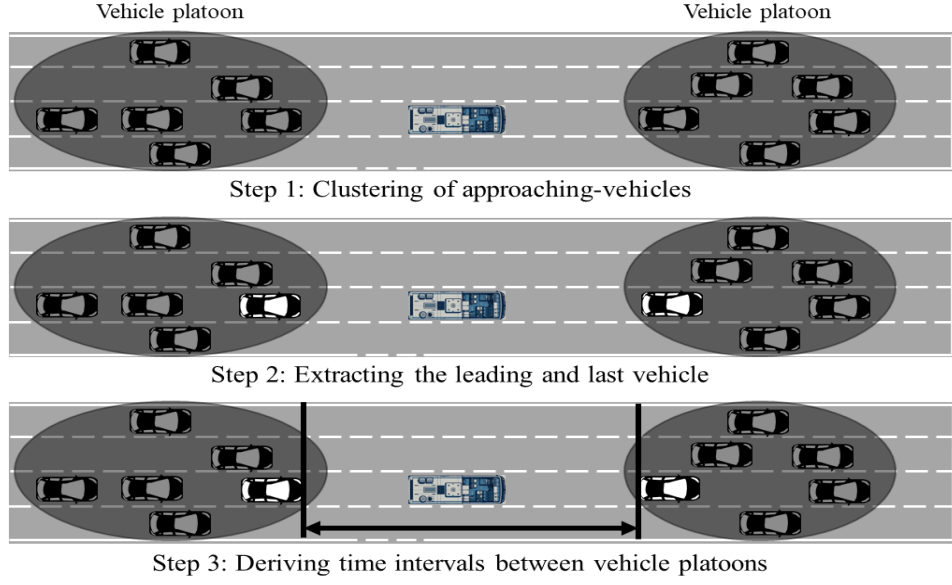 Vehicle platoon Vehicle platoon
Step 1: Clustering of approaching-vehicles
Step 2: Extracting the leading and last vehicle
Step 3: Deriving time intervals between vehicle platoons